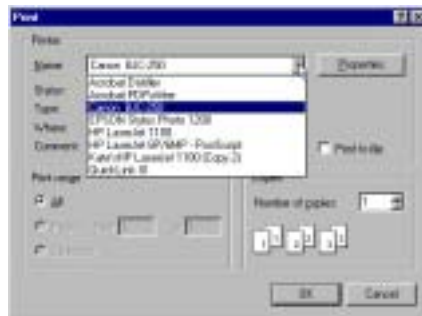 Print
Printer
Name: Canon BJC-250
Properties
Status:
Acrobat Distiller
Acrobat PDFWriter
Type:
Canon BJC-250
EPSON Stylus Photo 1200
Where:
HP LaserJet 1100
Comment:
HP LaserJet 5P/5MP - PostScript
Print to file
HP LaserJet 1100 (Copy 2)
QuickLink III
Print range
Copies
All
Number of copies: 1
OK
Cancel